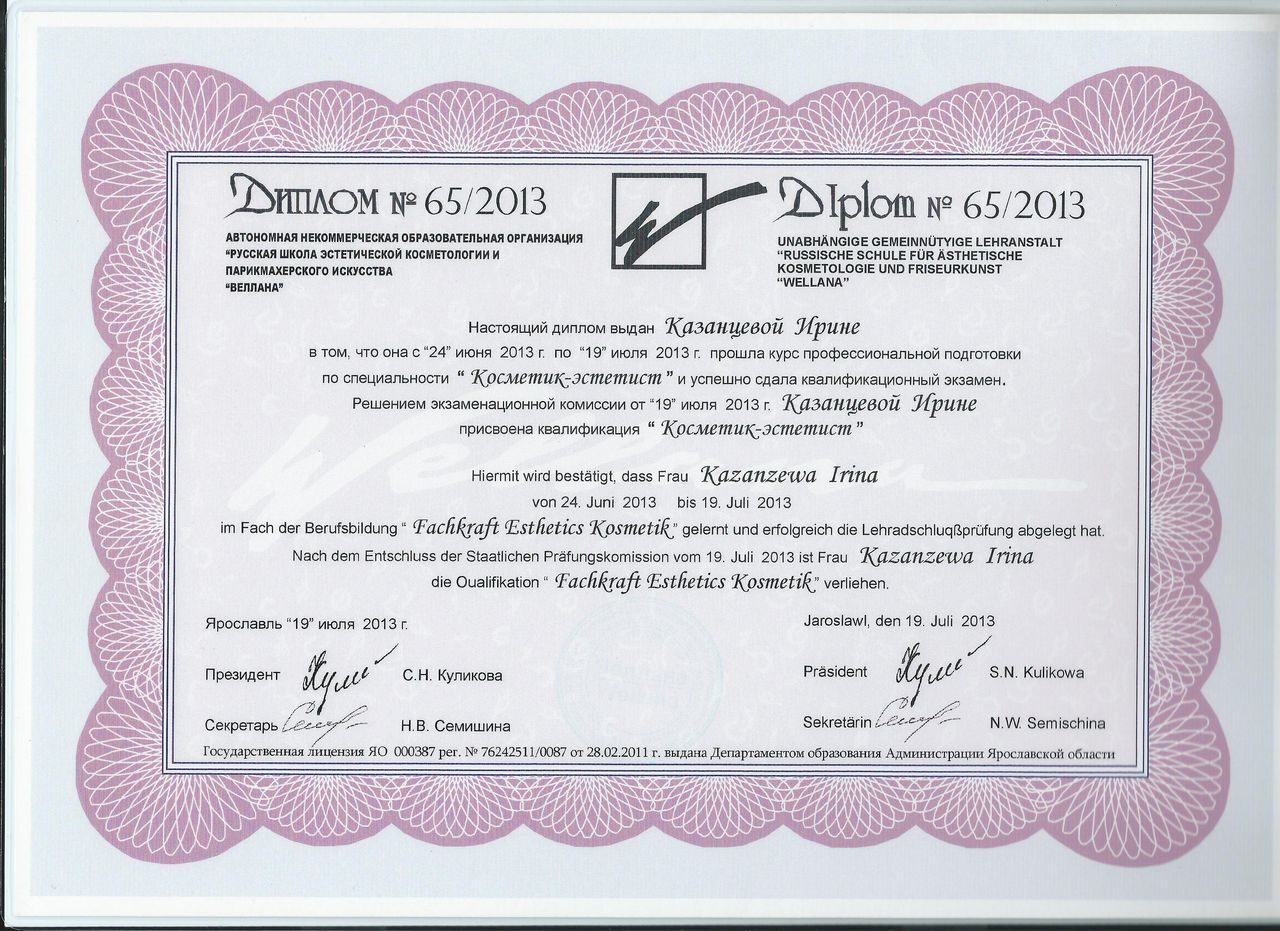 Диплом № 65/2013
АВТОНОМНАЯ НЕКОММЕРЧЕСКАЯ ОБРАЗОВАТЕЛЬНАЯ ОРГАНИЗАЦИЯ
"РУССКАЯ ШКОЛА ЭСТЕТИЧЕСКОЙ КОСМЕТОЛОГИИ И
ПАРИКМАХЕРСКОГО ИСКУССТВА
"ВЕЛЛАНА"
DIplom № 65/2013
UNABHÄNGIGE GEMEINNÜTYIGE LEHRANSTALT
"RUSSISCHE SCHULE FÜR ÄSTHETISCHE
KOSMETOLOGIE UND FRISEURKUNST
"WELLANA"
Настоящий диплом выдан Казанцевой Ирине
в том, что она с "24" июня 2013 г. по "19" июля 2013 г. прошла курс профессиональной подготовки
по специальности " Косметик-эстетист " и успешно сдала квалификационный экзамен.
Решением экзаменационной комиссии от "19" июля 2013 г. Казанцевой Ирине
присвоена квалификация " Косметик-эстетист "
Hiermit wird bestätigt, dass Frau Kazanzewa Irina
von 24. Juni 2013 bis 19. Juli 2013
im Fach der Berufsbildung " Fachkraft Esthetics Kosmetik" gelernt und erfolgreich die Lehradschluqßprüfung abgelegt hat.
Nach dem Entschluss der Staatlichen Präfungskomission vom 19. Juli 2013 ist Frau Kazanzewa Irina
die Oualifikation " Fachkraft Esthetics Kosmetik" verliehen.
Ярославль "19" июля 2013 г.
Президент С.Н. Куликова
Секретарь Н.В. Семишина
Jaroslawl, den 19. Juli 2013
Präsident S.N. Kulikowa
Sekretärin N.W. Semischina
Государственная лицензия ЯО 000387 рег. № 76242511/0087 от 28.02.2011 г. выдана Департаментом образования Администрации Ярославской области